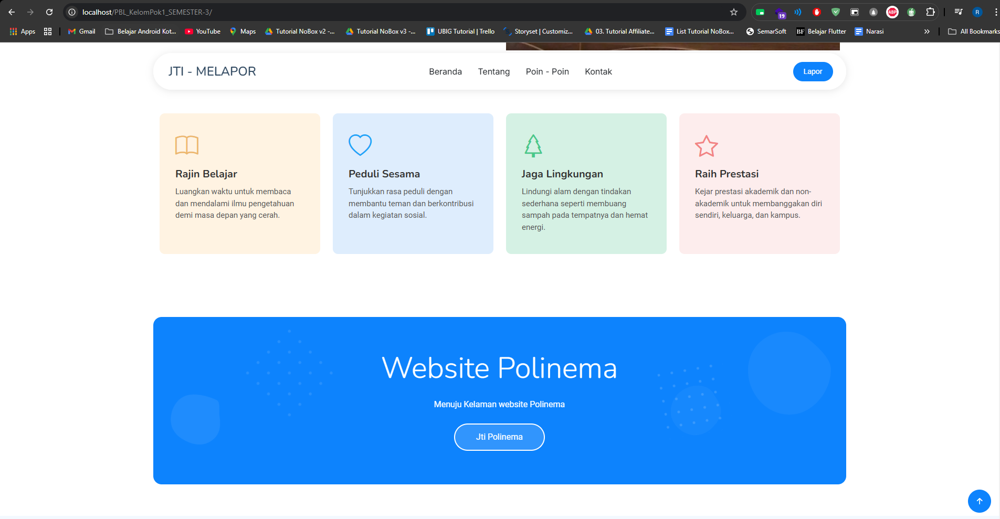 localhost/PBL_KelomPok1_SEMESTER-3/
19
ABP
R
Apps
Gmail
Belajar Android Kot...
YouTube
Maps
Tutorial NoBox v2 -...
Tutorial NoBox v3 -...
UBIG Tutorial | Trello
Storyset | Customiz...
03. Tutorial Affiliate...
List Tutorial NoBox...
SemarSoft
BF Belajar Flutter
Narasi
All Bookmarks
JTI - MELAPOR
Beranda
Tentang
Poin - Poin
Kontak
Lapor
Rajin Belajar
Luangkan waktu untuk membaca
dan mendalami ilmu pengetahuan
demi masa depan yang cerah.
Peduli Sesama
Tunjukkan rasa peduli dengan
membantu teman dan berkontribusi
dalam kegiatan sosial.
Jaga Lingkungan
Lindungi alam dengan tindakan
sederhana seperti membuang
sampah pada tempatnya dan hemat
energi.
Raih Prestasi
Kejar prestasi akademik dan non-
akademik untuk membanggakan diri
sendiri, keluarga, dan kampus.
Website Polinema
Menuju Kelaman website Polinema
Jti Polinema